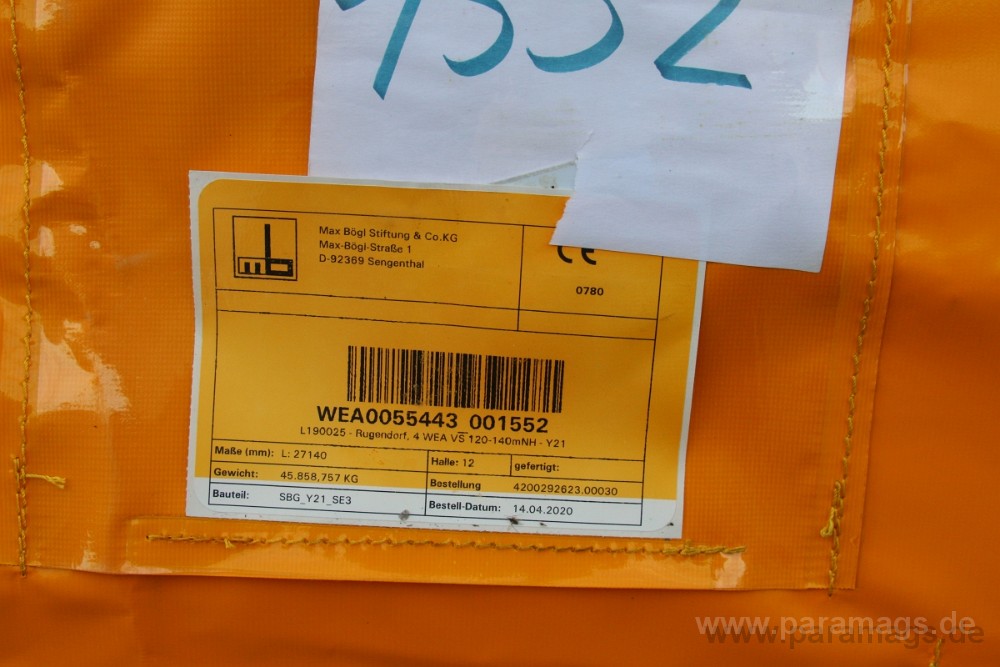 1552
Max Bögl Stiftung & Co.KG
Max-Bögl-Straße 1
D-92369 Sengenthal
mb
CE
0780
WEA0055443_001552
L190025 - Rugendorf, 4 WEA VS 120-140mNH - Y21
Maße (mm): L: 27140
Halle: 12
gefertigt:
Gewicht: 45.858,757 KG
Bestellung 4200292623.00030
Bauteil: SBG_Y21_SE3
Bestell-Datum: 14.04.2020
www.paramags.de